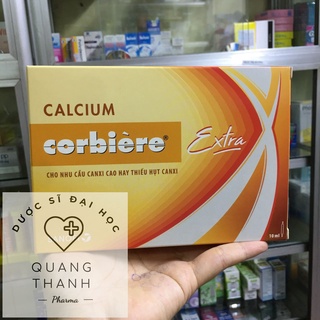 CALCIUM
corbière®
Extra
CHO NHU CẦU CANXI CAO HAY THIẾU HỤT CANXI
10 ml
DƯỢC SĨ ĐẠI HỌC
QUANG
THANH
Pharma